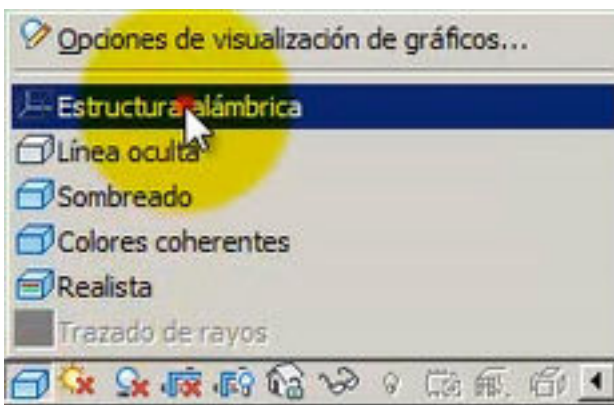 Opciones de visualización de gráficos...
Estructura alámbrica
Línea oculta
Sombreado
Colores coherentes
Realista
Trazado de rayos